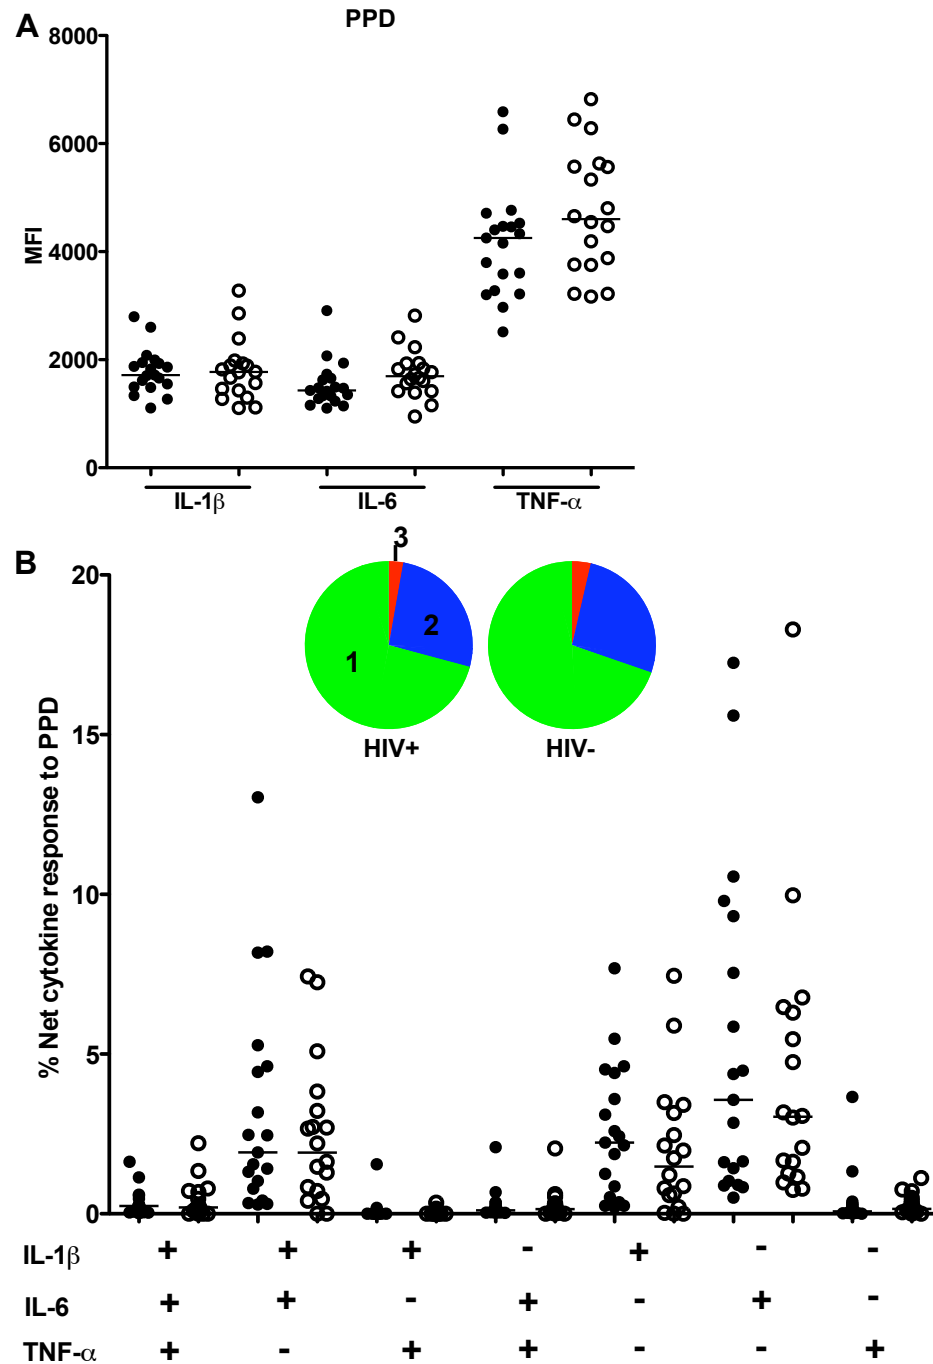 A
PPD
8000
6000
4000
2000
0
MFI
IL-1β
IL-6
TNF-α
B
3
2
1
HIV+
HIV-
20
15
10
5
0
% Net cytokine response to PPD
IL-1β + + + - + - -
IL-6 + + - + - + -
TNF-α + - + + - - +